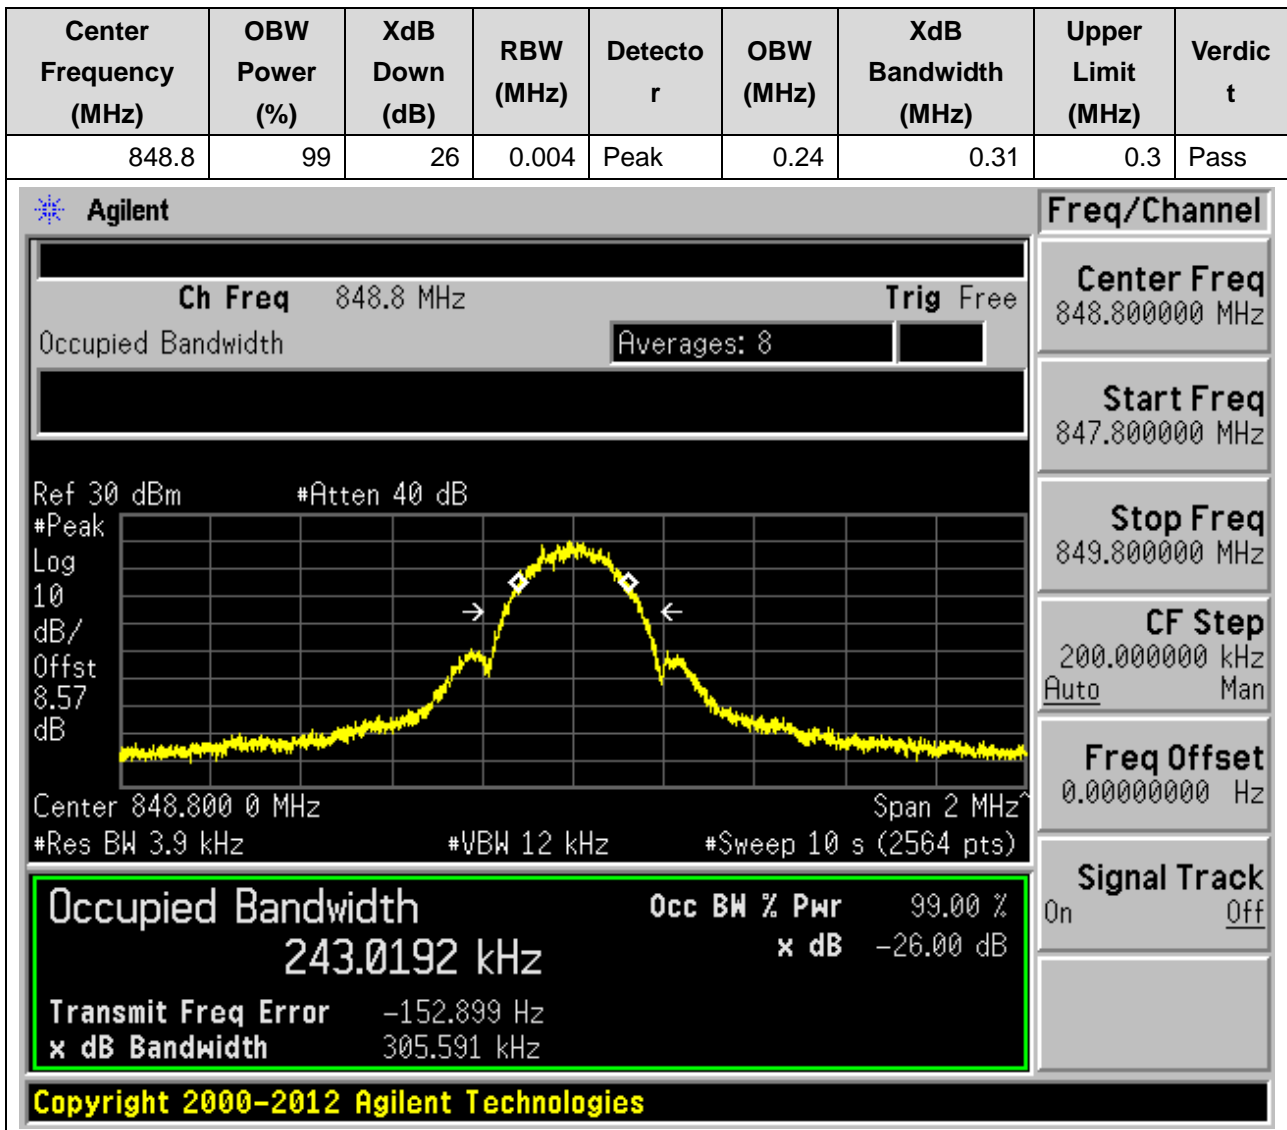 Center Frequency (MHz) OBW Power (%) XdB Down (dB) RBW (MHz) Detector OBW (MHz) XdB Bandwidth (MHz) Upper Limit (MHz) Verdict
848.8 99 26 0.004 Peak 0.24 0.31 0.3 Pass
Agilent
Freq/Channel
Ch Freq 848.8 MHz Trig Free
Occupied Bandwidth Averages: 8
Center Freq
848.800000 MHz
Start Freq
847.800000 MHz
Stop Freq
849.800000 MHz
CF Step
200.000000 kHz
Auto Man
Freq Offset
0.00000000 Hz
Signal Track
On Off
Ref 30 dBm #Atten 40 dB
#Peak
Log
10
dB/
Offst
8.57
dB
Center 848.800 0 MHz Span 2 MHz^
#Res BW 3.9 kHz #VBW 12 kHz #Sweep 10 s (2564 pts)
Occupied Bandwidth Occ BW % Pwr 99.00 %
243.0192 kHz x dB -26.00 dB
Transmit Freq Error -152.899 Hz
x dB Bandwidth 305.591 kHz
Copyright 2000-2012 Agilent Technologies